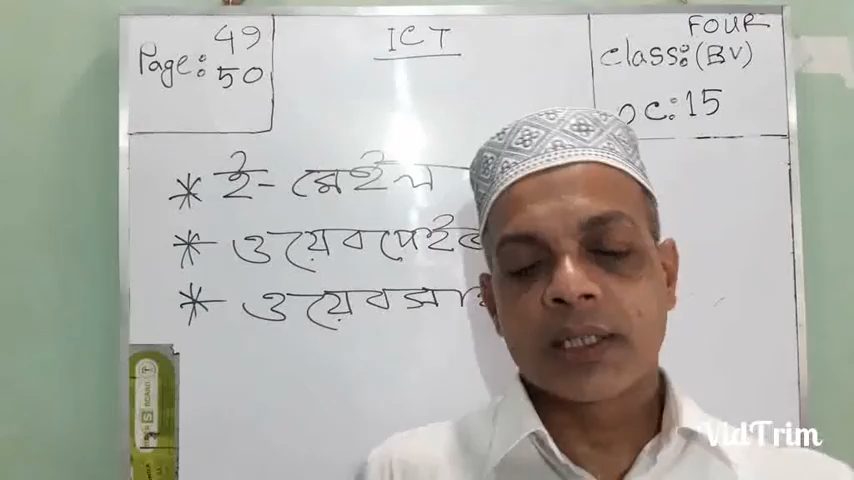 Page: 49
50
ICT
FOUR
Class: (BV)
C: 15
* ই-মেইল
* ওয়েবপেইজ
* ওয়েবসা
VidTrim